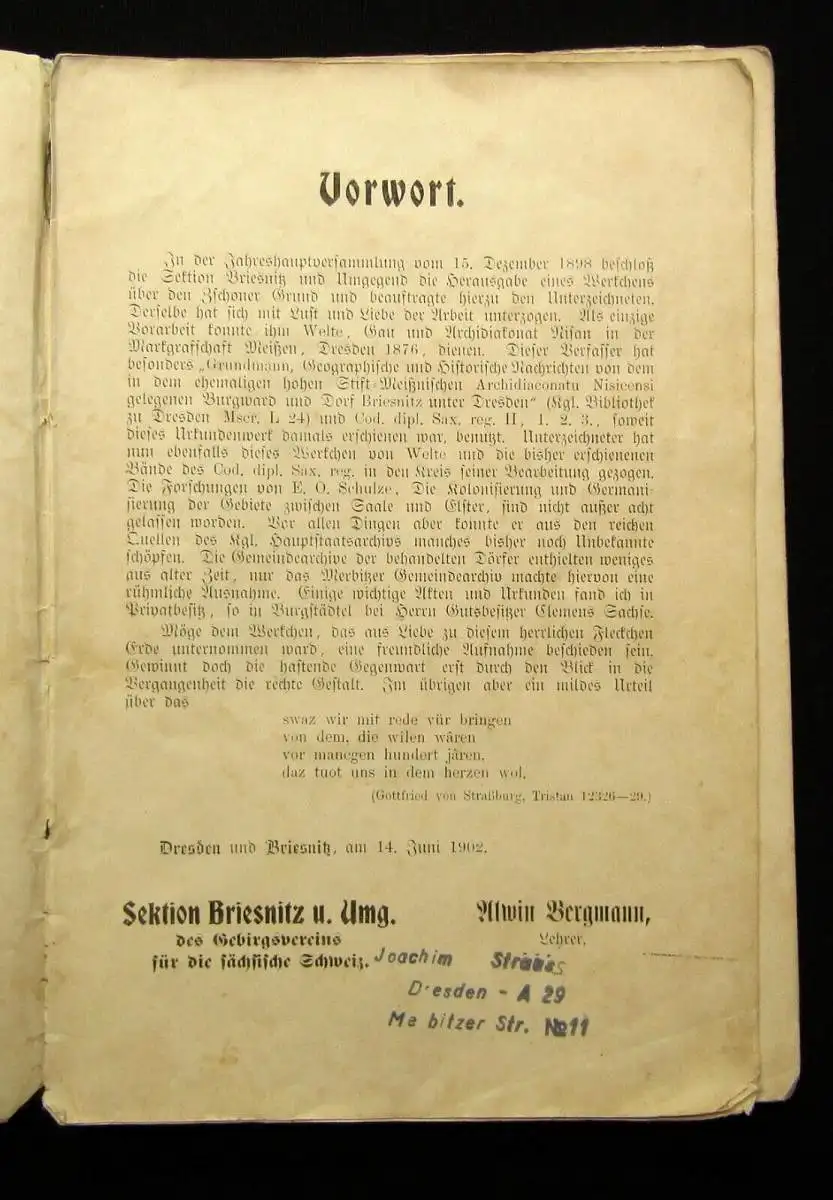 Vorwort.
In der Jahreshauptversammlung vom 15. Dezember 1898 beschloß
die Sektion Briesnitz und Umgegend die Herausgabe eines Werkchens
über den Zschoner Grund und beauftragte hierzu den Unterzeichneten.
Derselbe hat sich mit Lust und Liebe der Arbeit unterzogen. Als einzige
Vorarbeit konnte ihm Welte, Gau und Archidiakonat Nisan in der
Markgrafschaft Meißen, Dresden 1876, dienen. Dieser Verfasser hat
besonders „Grundmann, Geographische und Historische Nachrichten von dem
in dem ehemaligen hohen Stift-Meißnischen Archidiaconatu Nisicensi
gelegenen Burgward und Dorf Briesnitz unter Dresden“ (Kgl. Bibliothek
zu Dresden Mscr. L 24) und Cod. dipl. Sax. reg. II, 1. 2. 3., soweit
dieses Urkundenwerk damals erschienen war, benutzt. Unterzeichneter hat
nun ebenfalls dieses Werkchen von Welte und die bisher erschienenen
Bände des Cod. dipl. Sax. reg. in den Kreis seiner Bearbeitung gezogen.
Die Forschungen von E. O. Schulze, Die Kolonisierung und Germani-
sierung der Gebiete zwischen Saale und Elster, sind nicht außer acht
gelassen worden. Vor allen Dingen aber konnte er aus den reichen
Quellen des Kgl. Hauptstaatsarchivs manches bisher noch Unbekannte
schöpfen. Die Gemeindearchive der behandelten Dörfer enthielten weniges
aus alter Zeit, nur das Merbitzer Gemeindearchiv machte hiervon eine
rühmliche Ausnahme. Einige wichtige Akten und Urkunden fand ich in
Privatbesitz, so in Burgstädtel bei Herrn Gutsbesitzer Clemens Sachse.
Möge dem Werkchen, das aus Liebe zu diesem herrlichen Fleckchen
Erde unternommen ward, eine freundliche Aufnahme beschieden sein.
Gewinnt doch die hastende Gegenwart erst durch den Blick in die
Vergangenheit die rechte Gestalt. Im übrigen aber ein mildes Urteil
über das
swaz wir mit rede vür bringen
von dem, die wilen wâren
vor manegen hundert jâren,
daz tuot uns in dem herzen wol.
(Gottfried von Straßburg, Tristan 12326—29.)
Dresden und Briesnitz, am 14. Juni 1902.
Sektion Briesnitz u. Umg.
des Gebirgsvereins
für die sächsische Schweiz.
Alwin Bergmann,
Lehrer.
Joachim Strauss
Dresden - A 29
Me bitzer Str. №11